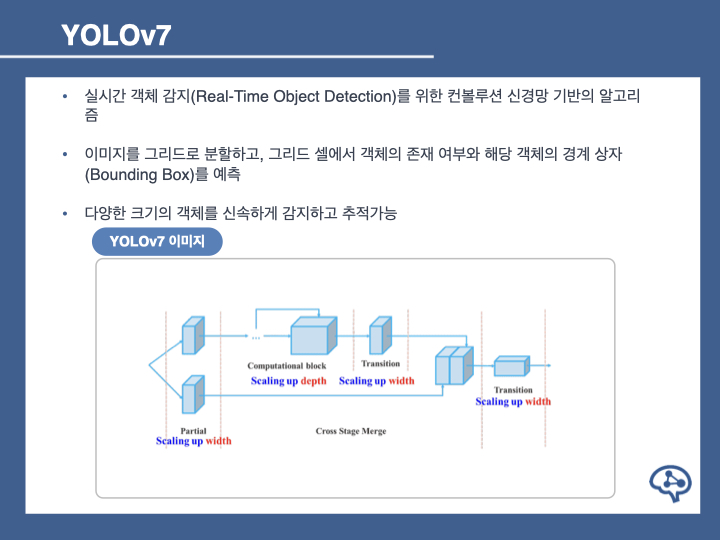 YOLOv7
• 실시간 객체 감지(Real-Time Object Detection)를 위한 컨볼루션 신경망 기반의 알고리
즘
• 이미지를 그리드로 분할하고, 그리드 셀에서 객체의 존재 여부와 해당 객체의 경계 상자
(Bounding Box)를 예측
• 다양한 크기의 객체를 신속하게 감지하고 추적가능
YOLOv7 이미지
...
Computational block
Scaling up depth
Transition
Scaling up width
Transition
Scaling up width
Partial
Scaling up width
Cross Stage Merge